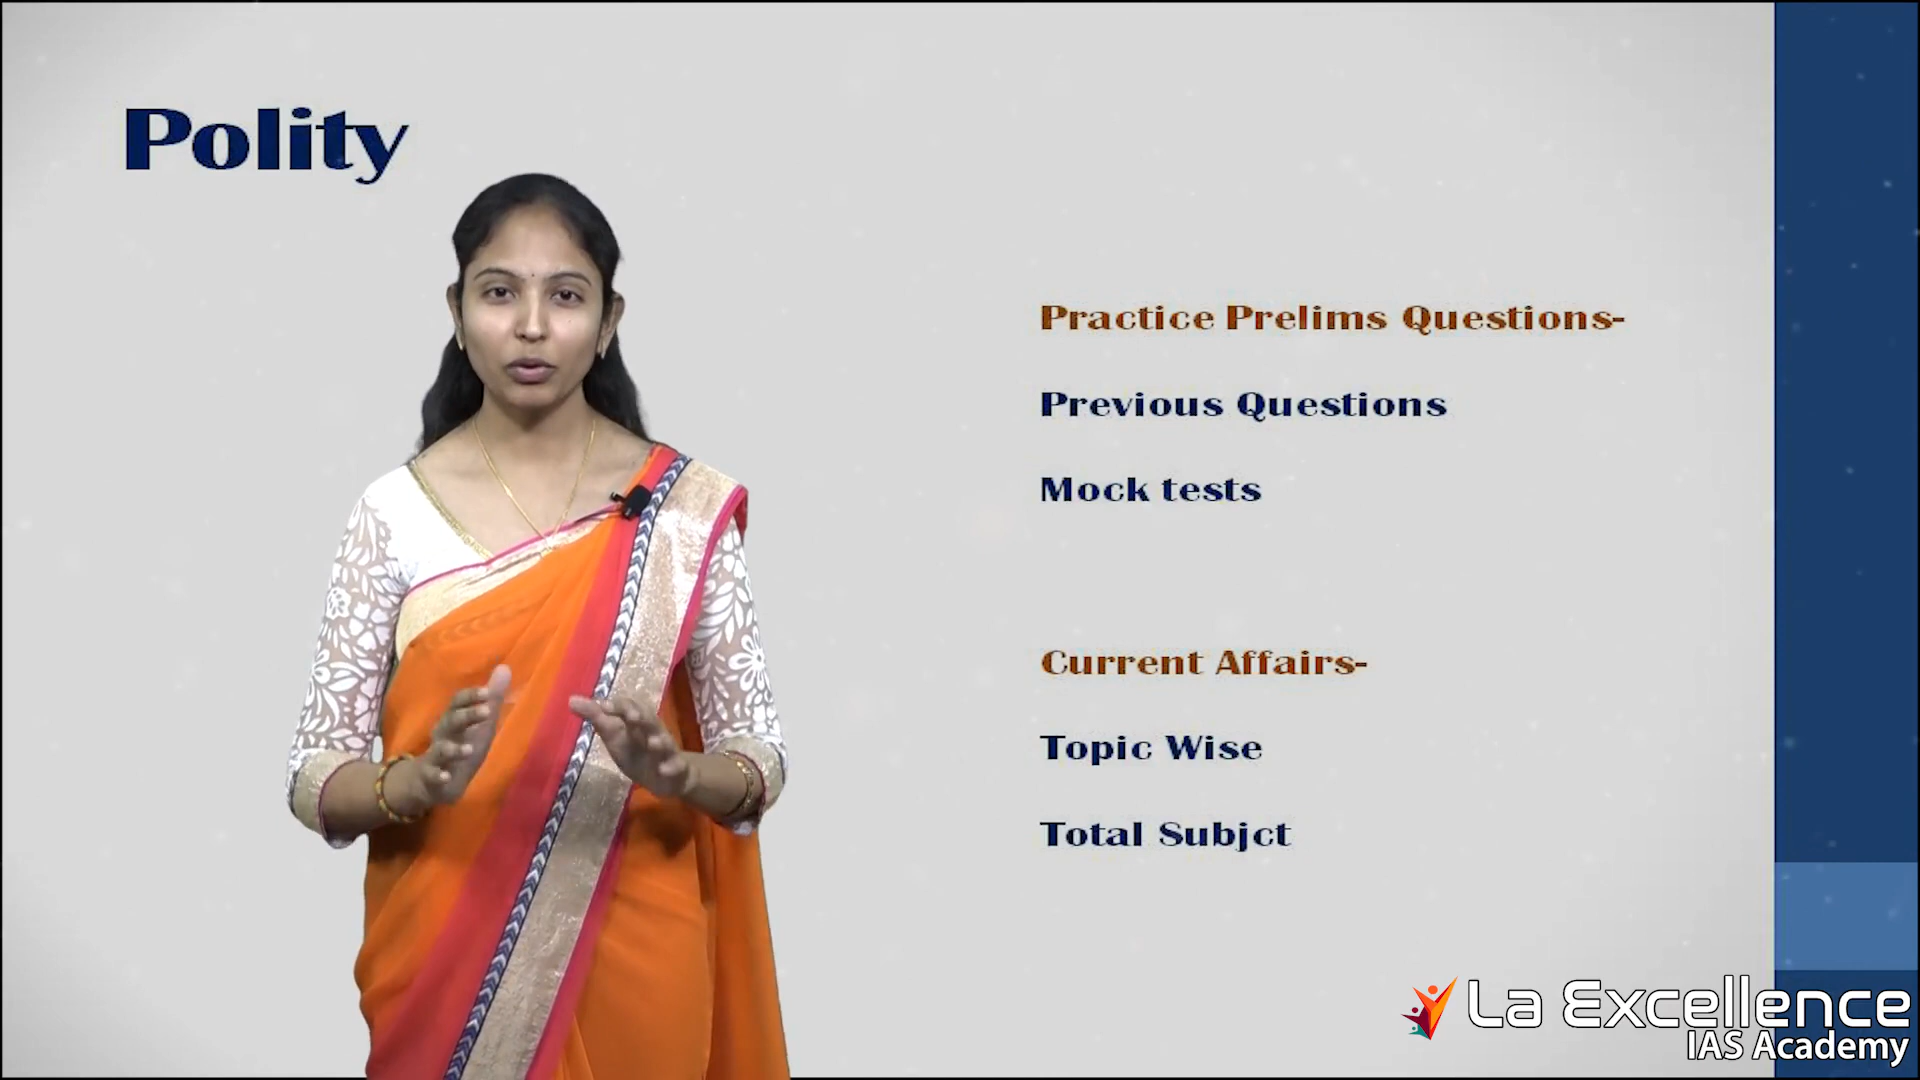 Polity
Practice Prelims Questions-
Previous Questions
Mock tests
Current Affairs-
Topic Wise
Total Subjct
La Excellence
IAS Academy